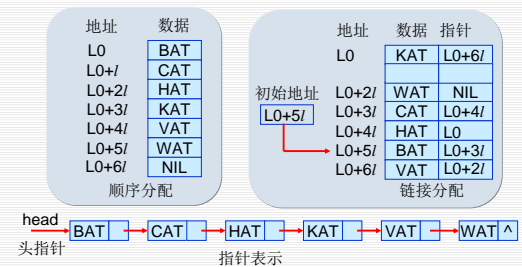 地址 数据
L0 BAT
L0+l CAT
L0+2l HAT
L0+3l KAT
L0+4l VAT
L0+5l WAT
L0+6l NIL
顺序分配
地址 数据 指针
L0 KAT L0+6l
初始地址
L0+5l
L0+2l WAT NIL
L0+3l CAT L0+4l
L0+4l HAT L0
L0+5l BAT L0+3l
L0+6l VAT L0+2l
链接分配
head
头指针
BAT CAT HAT KAT VAT WAT ^
指针表示